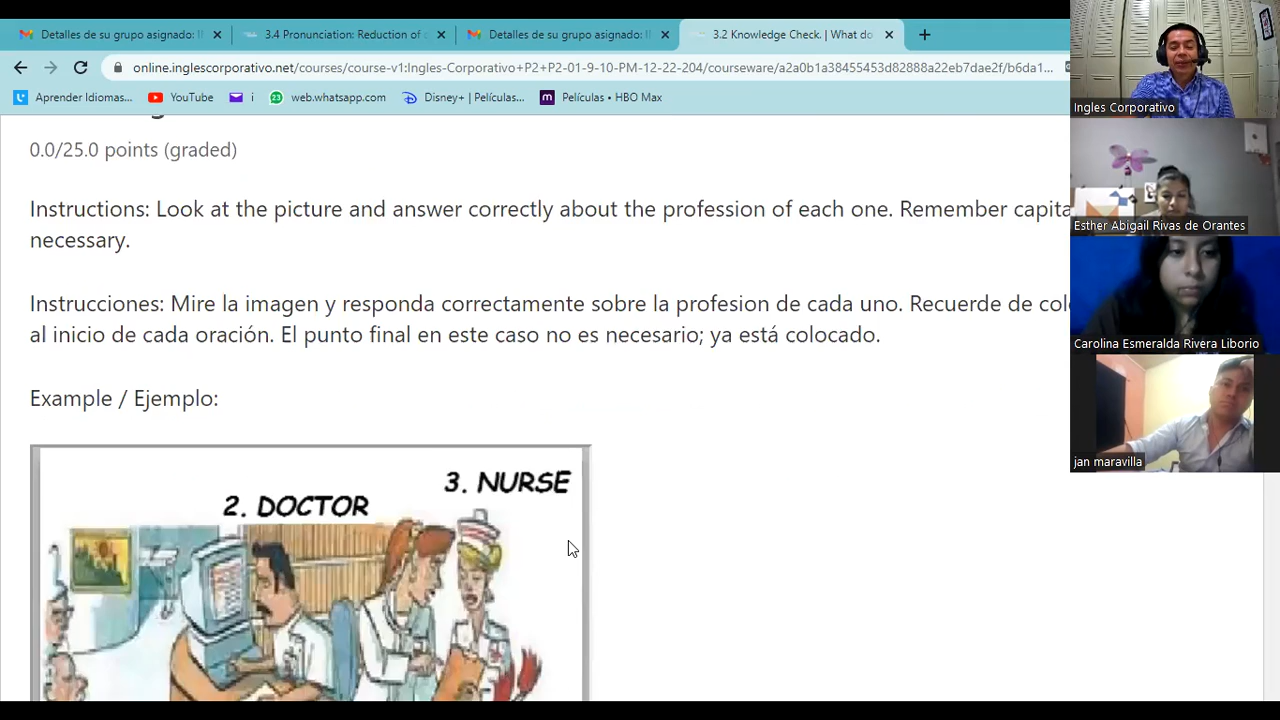 Detalles de su grupo asignado: I
3.4 Pronunciation: Reduction of
Detalles de su grupo asignado: I
3.2 Knowledge Check. | What do
online.inglescorporativo.net/courses/course-v1:Ingles-Corporativo+P2+P2-01-9-10-PM-12-22-204/courseware/a2a0b1a38455453d82828a22eb7dae2f/b6da1...
Aprender Idiomas...
YouTube
i
23
web.whatsapp.com
Disney+ | Películas...
Películas • HBO Max
0.0/25.0 points (graded)
Instructions: Look at the picture and answer correctly about the profession of each one. Remember capita
necessary.
Instrucciones: Mire la imagen y responda correctamente sobre la profesion de cada uno. Recuerde de col
al inicio de cada oración. El punto final en este caso no es necesario; ya está colocado.
Example / Ejemplo:
3. NURSE
2. DOCTOR
Ingles Corporativo
Esther Abigail Rivas de Orantes
Carolina Esmeralda Rivera Liborio
jan maravilla